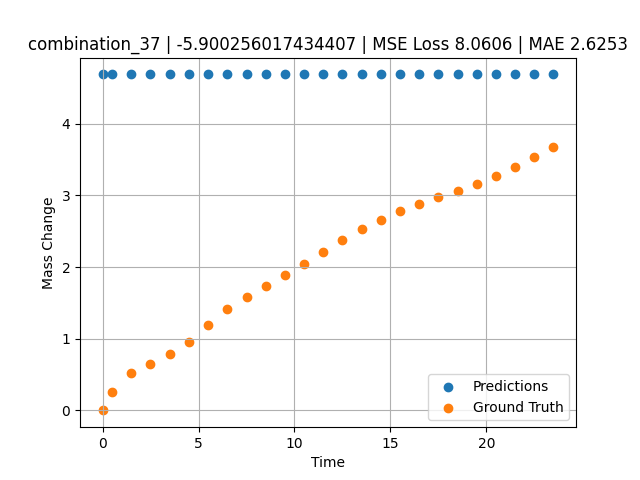 combination_37 | -5.900256017434407 | MSE Loss 8.0606 | MAE 2.6253
Mass Change
4
3
2
1
0
Predictions
Ground Truth
0
5
10
15
20
Time